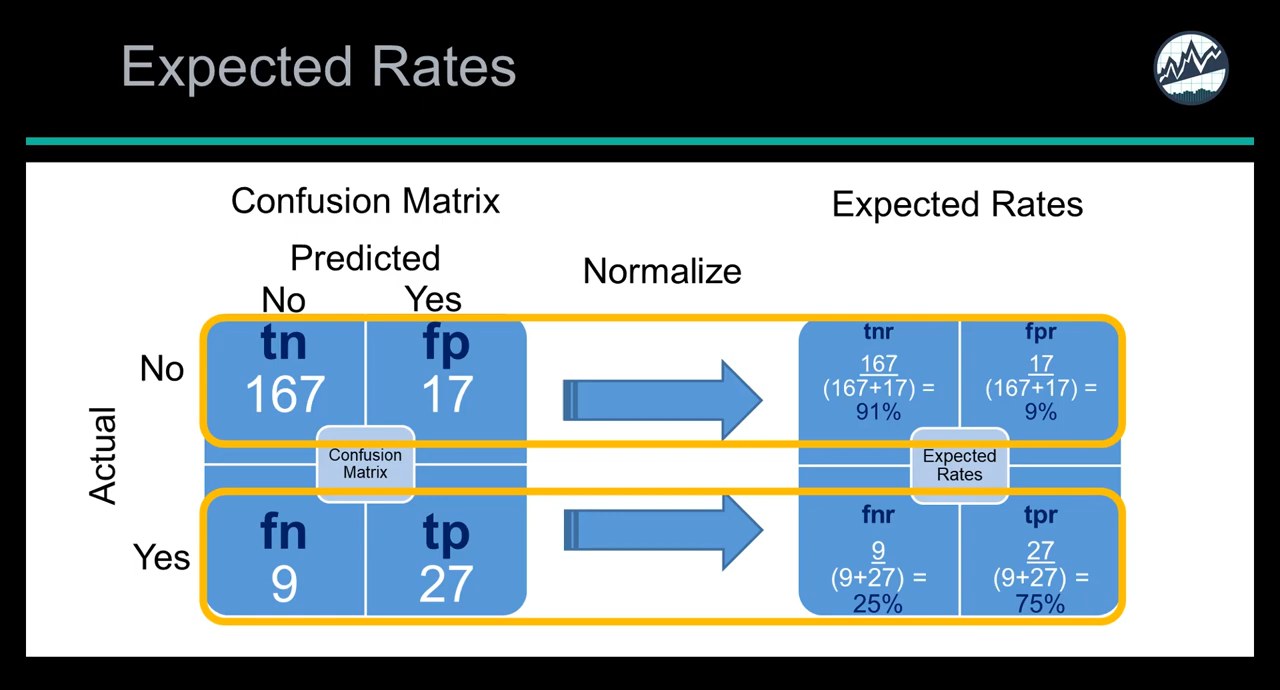 Expected Rates
Confusion Matrix
Expected Rates
Predicted
Normalize
No Yes
Actual
No
tn
167
fp
17
tnr
167
(167+17) =
91%
fpr
17
(167+17) =
9%
Confusion
Matrix
Expected
Rates
Yes
fn
9
tp
27
fnr
9
(9+27) =
25%
tpr
27
(9+27) =
75%